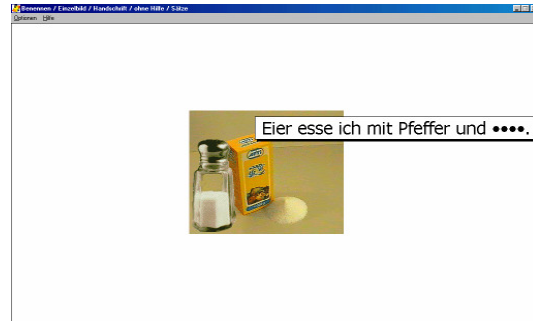 Benennen / Einzelbild / Handschrift / ohne Hilfe / Sätze
Optionen Hilfe
Eier esse ich mit Pfeffer und ••••.